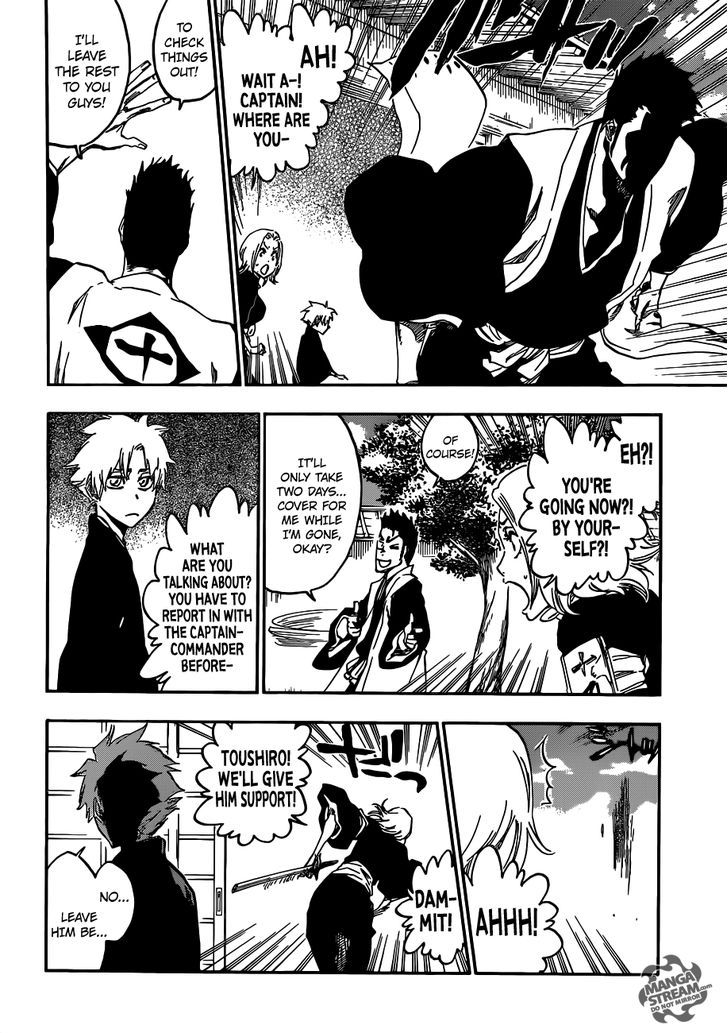 AH!
WAIT A-!
CAPTAIN!
WHERE ARE
YOU-
TO
CHECK
THINGS
OUT!
I'LL
LEAVE
THE REST
TO YOU
GUYS!
十
EH?!
YOU'RE
GOING NOW?!
BY YOUR-
SELF?!
OF
COURSE!
IT'LL
ONLY TAKE
TWO DAYS...
COVER FOR
ME WHILE
I'M GONE,
OKAY?
WHAT
ARE YOU
TALKING ABOUT?
YOU HAVE TO
REPORT IN WITH
THE CAPTAIN-
COMMANDER
BEFORE-
AHHH!
DAM-
MIT!
TOUSHIRO!
WE'LL GIVE
HIM SUPPORT!
NO...
LEAVE
HIM BE...
MANGA
STREAM.com
DO NOT MIRROR